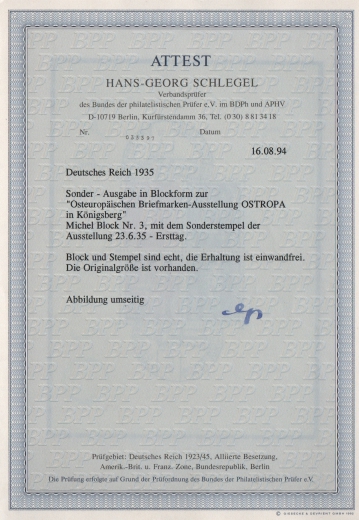 ATTEST
HANS-GEORG SCHLEGEL
Verbandsprüfer
des Bundes der philatelistischen Prüfer e.V. im BDPh und APHV
D-10719 Berlin, Kurfürstendamm 36, Tel. (0 30) 8 81 34 18
Nr. Datum
16.08.94
Deutsches Reich 1935
Sonder - Ausgabe in Blockform zur
"Osteuropäischen Briefmarken-Ausstellung OSTROPA
in Königsberg"
Michel Block Nr. 3, mit dem Sonderstempel der
Ausstellung 23.6.35 - Ersttag.
Block und Stempel sind echt, die Erhaltung ist einwandfrei.
Die Originalgröße ist vorhanden.
Abbildung umseitig
Prüfgebiet: Deutsches Reich 1923/45, Alliierte Besetzung,
Amerik.-Brit. u. Franz. Zone, Bundesrepublik, Berlin
Die Prüfung erfolgte auf Grund der Prüfordnung des Bundes der Philatelistischen Prüfer e.V.